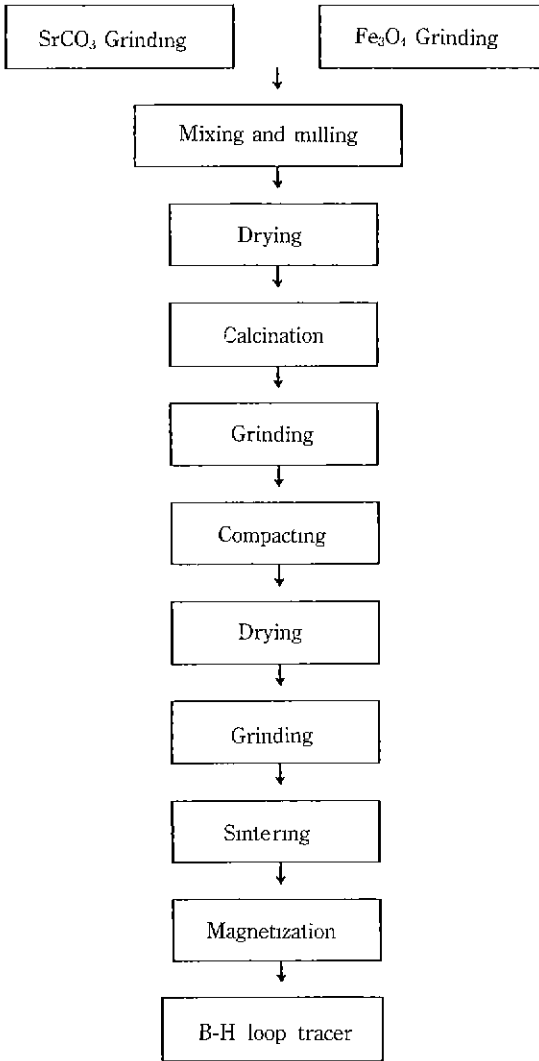 SrCO₃ Grinding
Fe₃O₄ Grinding
Mixing and milling
Drying
Calcination
Grinding
Compacting
Drying
Grinding
Sintering
Magnetization
B-H loop tracer